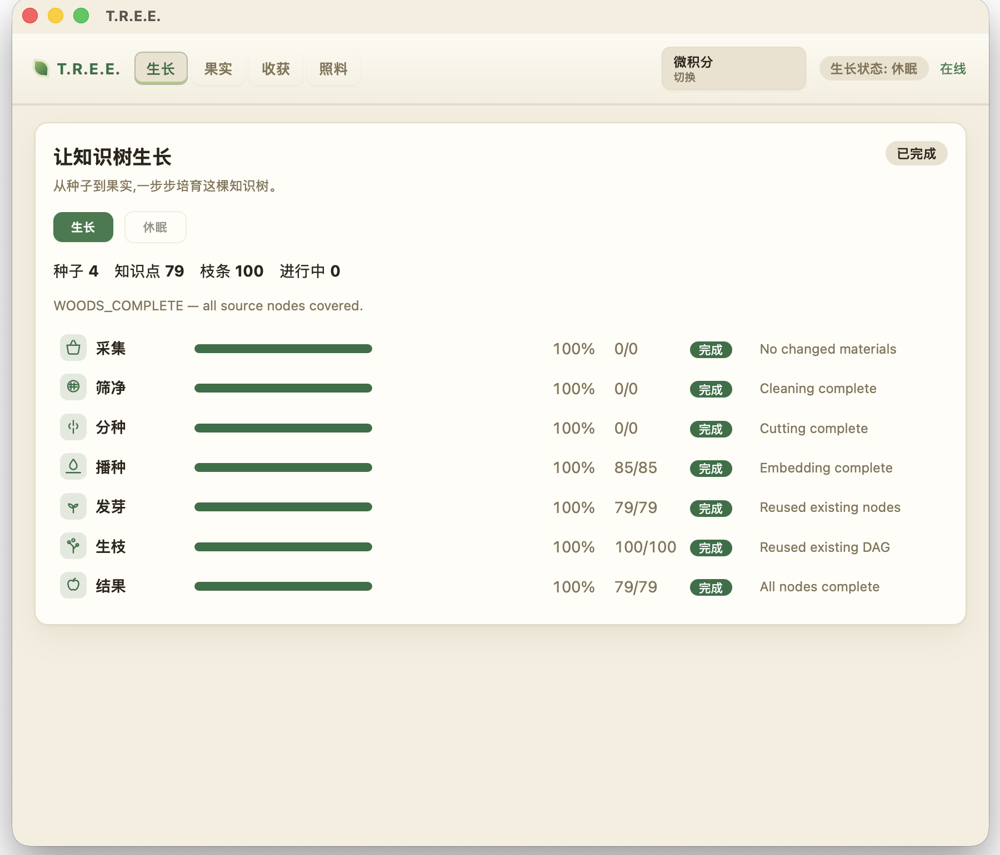 T.R.E.E.
T.R.E.E. 生长 果实 收获 照料 微积分 生长状态: 休眠 在线
切换
让知识树生长 已完成
从种子到果实,一步步培育这棵知识树。
生长 休眠
种子 4 知识点 79 枝条 100 进行中 0
WOODS_COMPLETE — all source nodes covered.
采集 100% 0/0 完成 No changed materials
筛净 100% 0/0 完成 Cleaning complete
分种 100% 0/0 完成 Cutting complete
播种 100% 85/85 完成 Embedding complete
发芽 100% 79/79 完成 Reused existing nodes
生枝 100% 100/100 完成 Reused existing DAG
结果 100% 79/79 完成 All nodes complete